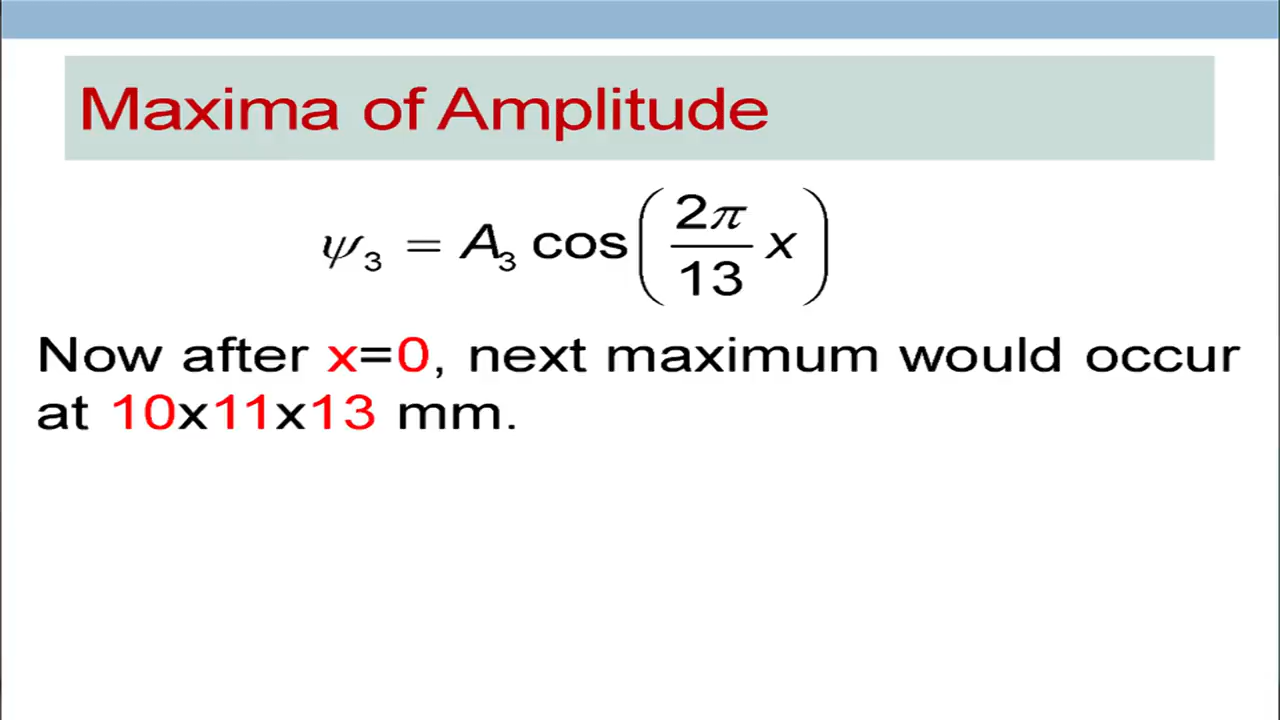 Maxima of Amplitude
ψ₃ = A₃ cos(2π/13 x)
Now after x=0, next maximum would occur
at 10x11x13 mm.